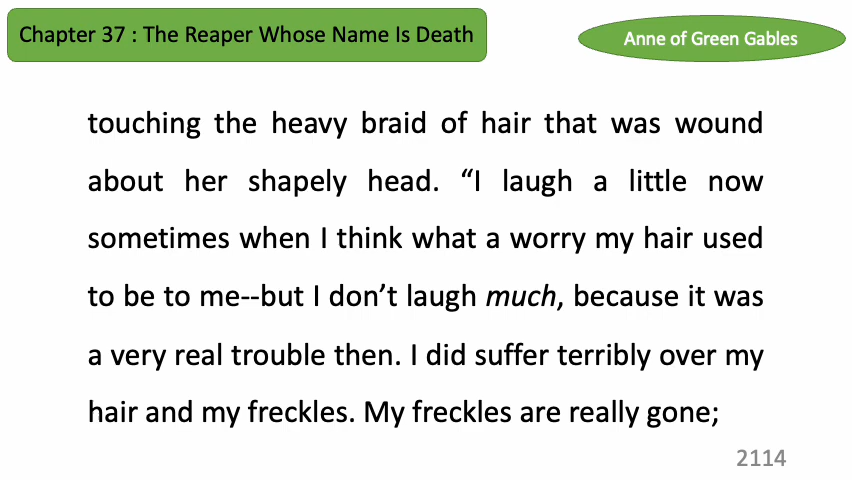 Chapter 37 : The Reaper Whose Name Is Death
Anne of Green Gables
touching the heavy braid of hair that was wound
about her shapely head. “I laugh a little now
sometimes when I think what a worry my hair used
to be to me--but I don’t laugh much, because it was
a very real trouble then. I did suffer terribly over my
hair and my freckles. My freckles are really gone;
2114